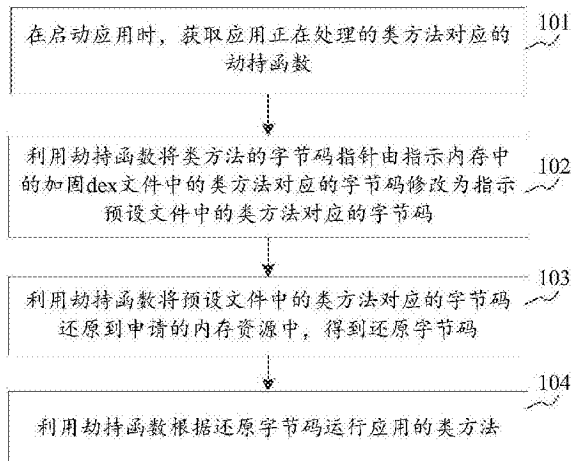 101
在启动应用时，获取应用正在处理的类方法对应的
劫持函数
102
利用劫持函数将类方法的字节码指针由指示内存中
的加固dex文件中的类方法对应的字节码修改为指示
预设文件中的类方法对应的字节码
103
利用劫持函数将预设文件中的类方法对应的字节码
还原到申请的内存资源中，得到还原字节码
104
利用劫持函数根据还原字节码运行应用的类方法